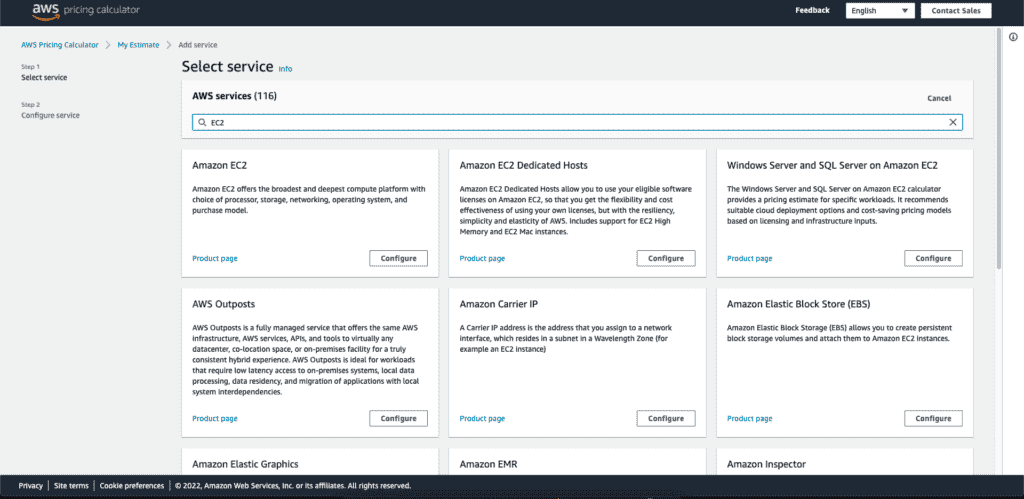 aws pricing calculator
Feedback
English
Contact Sales
AWS Pricing Calculator > My Estimate > Add service
Step 1
Select service
Step 2
Configure service
Select service Info
AWS services (116)
Cancel
EC2
Amazon EC2
Amazon EC2 offers the broadest and deepest compute platform with
choice of processor, storage, networking, operating system, and
purchase model.
Product page
Configure
Amazon EC2 Dedicated Hosts
Amazon EC2 Dedicated Hosts allow you to use your eligible software
licenses on Amazon EC2, so that you get the flexibility and cost
effectiveness of using your own licenses, but with the resiliency,
simplicity and elasticity of AWS. Includes support for EC2 High
Memory and EC2 Mac instances.
Product page
Configure
Windows Server and SQL Server on Amazon EC2
The Windows Server and SQL Server on Amazon EC2 calculator
provides a pricing estimate for specific workloads. It recommends
suitable cloud deployment options and cost-saving pricing models
based on licensing and infrastructure inputs.
Product page
Configure
AWS Outposts
AWS Outposts is a fully managed service that offers the same AWS
infrastructure, AWS services, APIs, and tools to virtually any
datacenter, co-location space, or on-premises facility for a truly
consistent hybrid experience. AWS Outposts is ideal for workloads
that require low latency access to on-premises systems, local data
processing, data residency, and migration of applications with local
system interdependencies.
Product page
Configure
Amazon Carrier IP
A Carrier IP address is the address that you assign to a network
interface, which resides in a subnet in a Wavelength Zone (for
example an EC2 instance)
Product page
Configure
Amazon Elastic Block Store (EBS)
Amazon Elastic Block Storage (EBS) allows you to create persistent
block storage volumes and attach them to Amazon EC2 instances.
Product page
Configure
Amazon Elastic Graphics
Amazon EMR
Amazon Inspector
Privacy | Site terms | Cookie preferences | © 2022, Amazon Web Services, Inc. or its affiliates. All rights reserved.